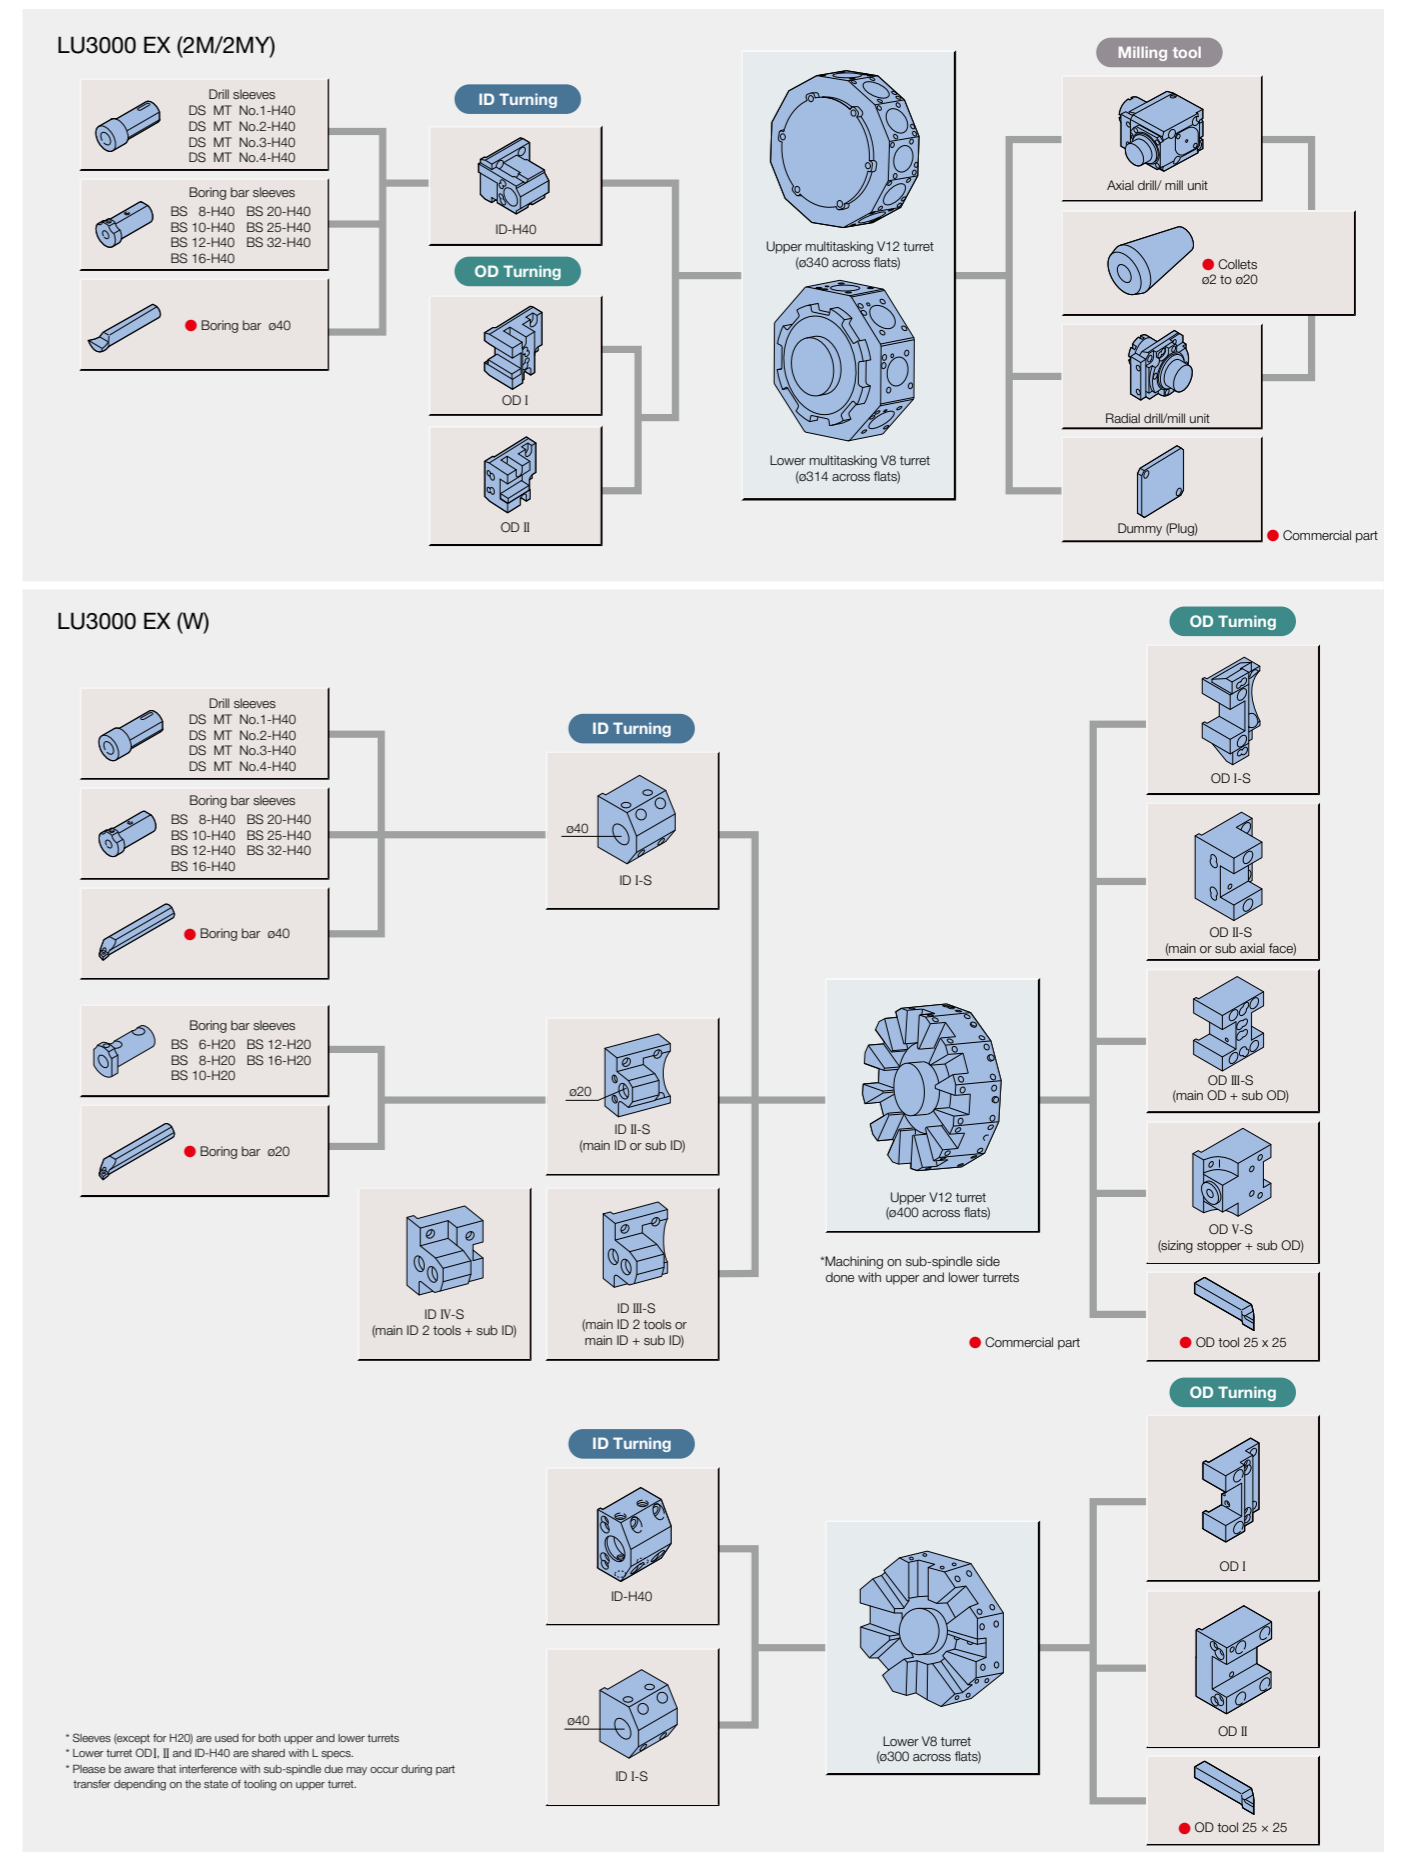 LU3000 EX (2M/2MY)
Drill sleeves
DS MT No.1-H40
DS MT No.2-H40
DS MT No.3-H40
DS MT No.4-H40
Boring bar sleeves
BS 8-H40 BS 20-H40
BS 10-H40 BS 25-H40
BS 12-H40 BS 32-H40
BS 16-H40
Boring bar ø40
ID Turning
ID-H40
OD Turning
OD I
OD II
Upper multitasking V12 turret
(ø340 across flats)
Lower multitasking V8 turret
(ø314 across flats)
Milling tool
Axial drill/ mill unit
Collets
ø2 to ø20
Radial drill/mill unit
Dummy (Plug)
Commercial part
LU3000 EX (W)
Drill sleeves
DS MT No.1-H40
DS MT No.2-H40
DS MT No.3-H40
DS MT No.4-H40
Boring bar sleeves
BS 8-H40 BS 20-H40
BS 10-H40 BS 25-H40
BS 12-H40 BS 32-H40
BS 16-H40
Boring bar ø40
Boring bar sleeves
BS 6-H20 BS 12-H20
BS 8-H20 BS 16-H20
BS 10-H20
Boring bar ø20
ID Turning
ø40
ID I-S
ø20
ID II-S
(main ID or sub ID)
ID IV-S
(main ID 2 tools + sub ID)
ID III-S
(main ID 2 tools or
main ID + sub ID)
Upper V12 turret
(ø400 across flats)
*Machining on sub-spindle side
done with upper and lower turrets
Commercial part
OD Turning
OD I-S
OD II-S
(main or sub axial face)
OD III-S
(main OD + sub OD)
OD V-S
(sizing stopper + sub OD)
OD tool 25 x 25
ID Turning
ID-H40
ø40
ID I-S
Lower V8 turret
(ø300 across flats)
OD Turning
OD I
OD II
OD tool 25 × 25
* Sleeves (except for H20) are used for both upper and lower turrets
* Lower turret OD I, II and ID-H40 are shared with L specs.
* Please be aware that interference with sub-spindle due may occur during part
transfer depending on the state of tooling on upper turret.